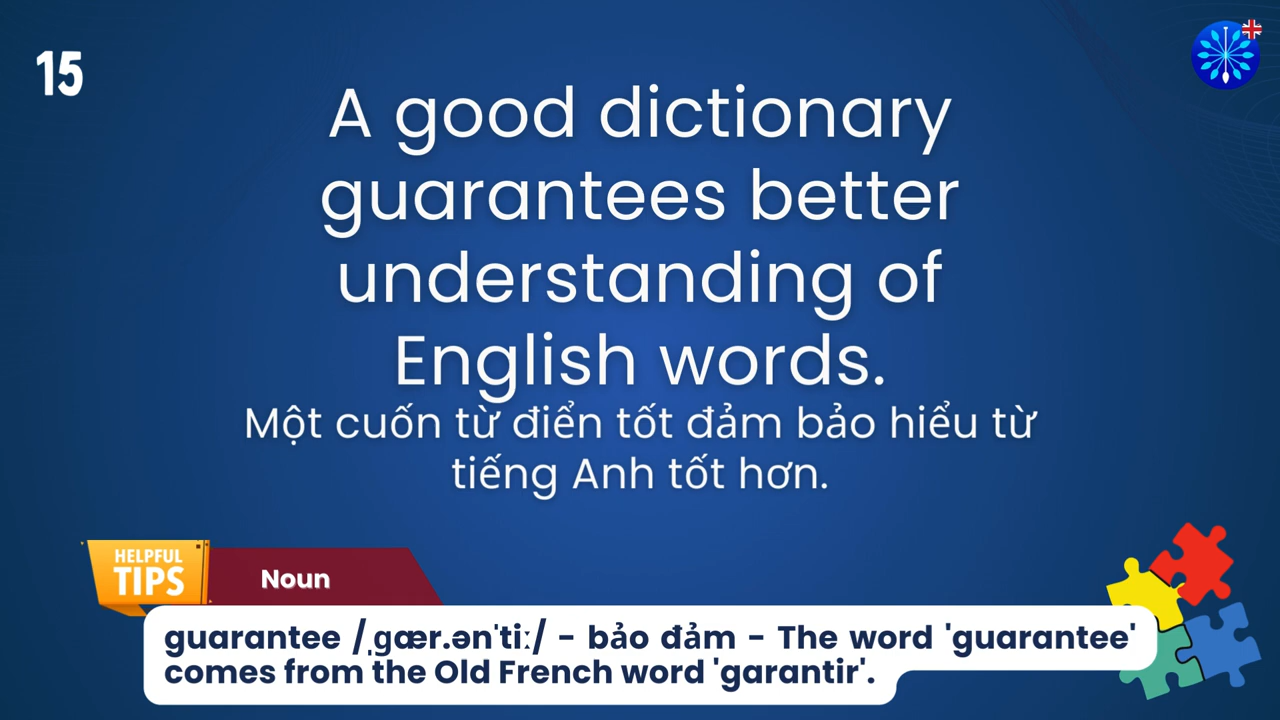 15
A good dictionary
guarantees better
understanding of
English words.
Một cuốn từ điển tốt đảm bảo hiểu từ
tiếng Anh tốt hơn.
HELPFUL
TIPS
Noun
guarantee /ˌɡær.ənˈtiː/ - bảo đảm - The word 'guarantee'
comes from the Old French word 'garantir'.